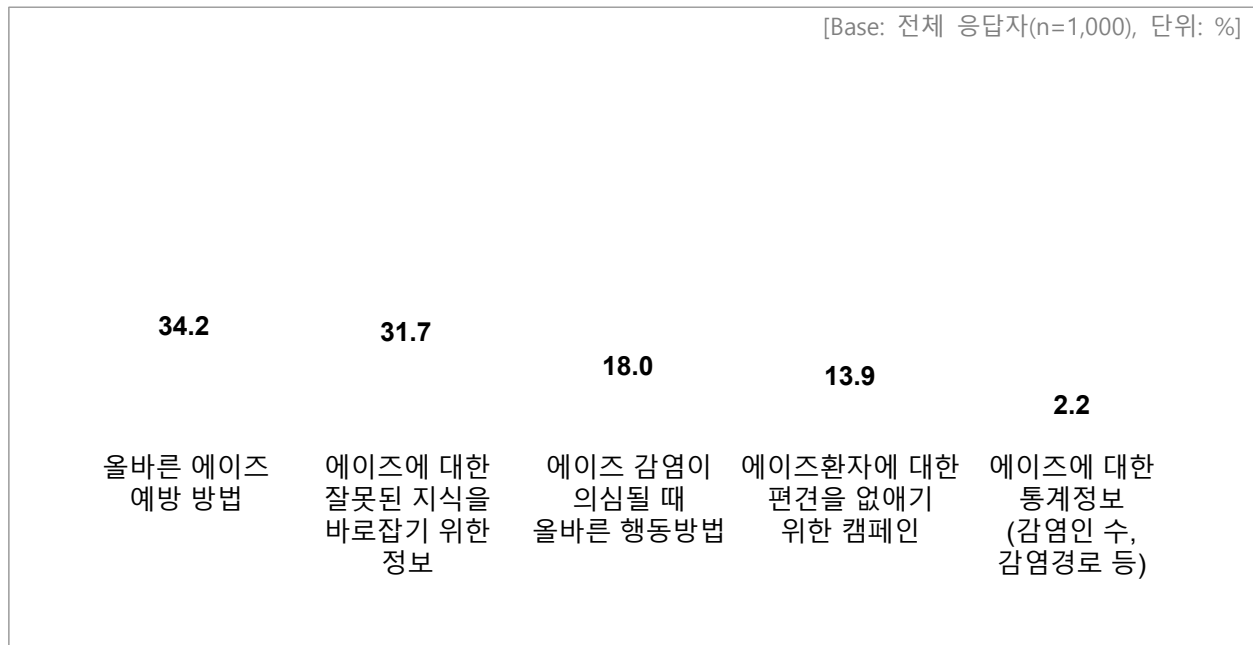 [Base: 전체 응답자(n=1,000), 단위: %]
34.2
31.7
18.0
13.9
2.2
올바른 에이즈
예방 방법
에이즈에 대한
잘못된 지식을
바로잡기 위한
정보
에이즈 감염이
의심될 때
올바른 행동방법
에이즈환자에 대한
편견을 없애기
위한 캠페인
에이즈에 대한
통계정보
(감염인 수,
감염경로 등)